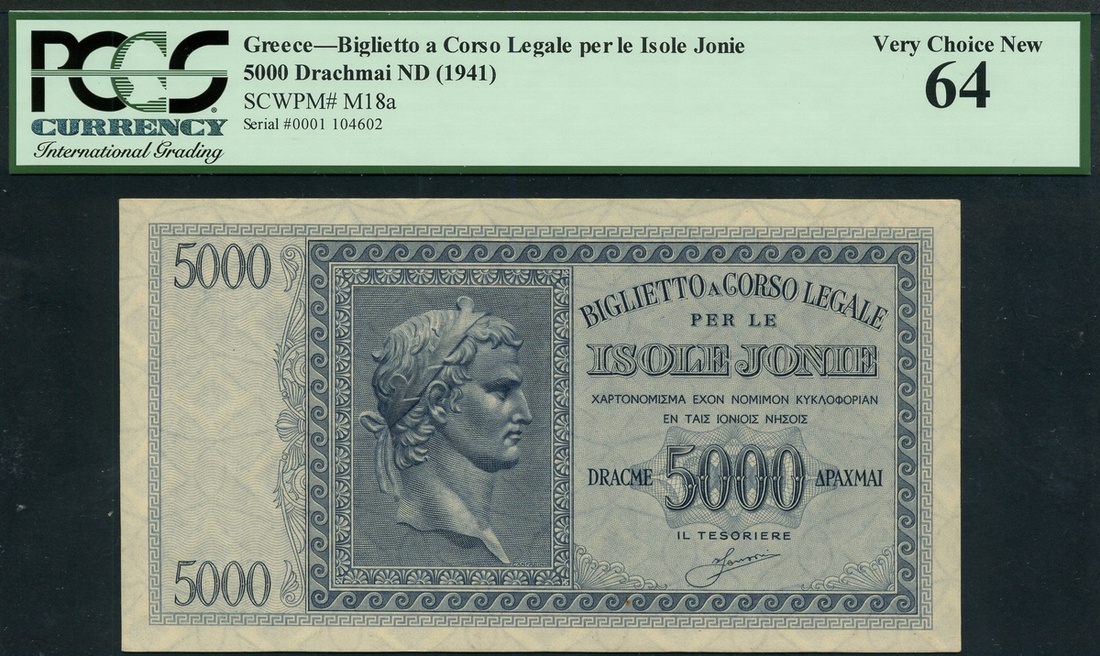 PCGS
CURRENCY
International Grading
Greece—Biglietto a Corso Legale per le Isole Jonie
5000 Drachmai ND (1941)
SCWPM# M18a
Serial #0001 104602
Very Choice New
64
5000
5000
BIGLIETTO A CORSO LEGALE
PER LE
ISOLE JONIE
ΧΑΡΤΟΝΟΜΙΣΜΑ ΕΧΟΝ ΝΟΜΙΜΟΝ ΚΥΚΛΟΦΟΡΙΑΝ
ΕΝ ΤΑΙΣ ΙΟΝΙΟΙΣ ΝΗΣΟΙΣ
DRACME 5000 ΔΡΑΧΜΑΙ
IL TESORIERE